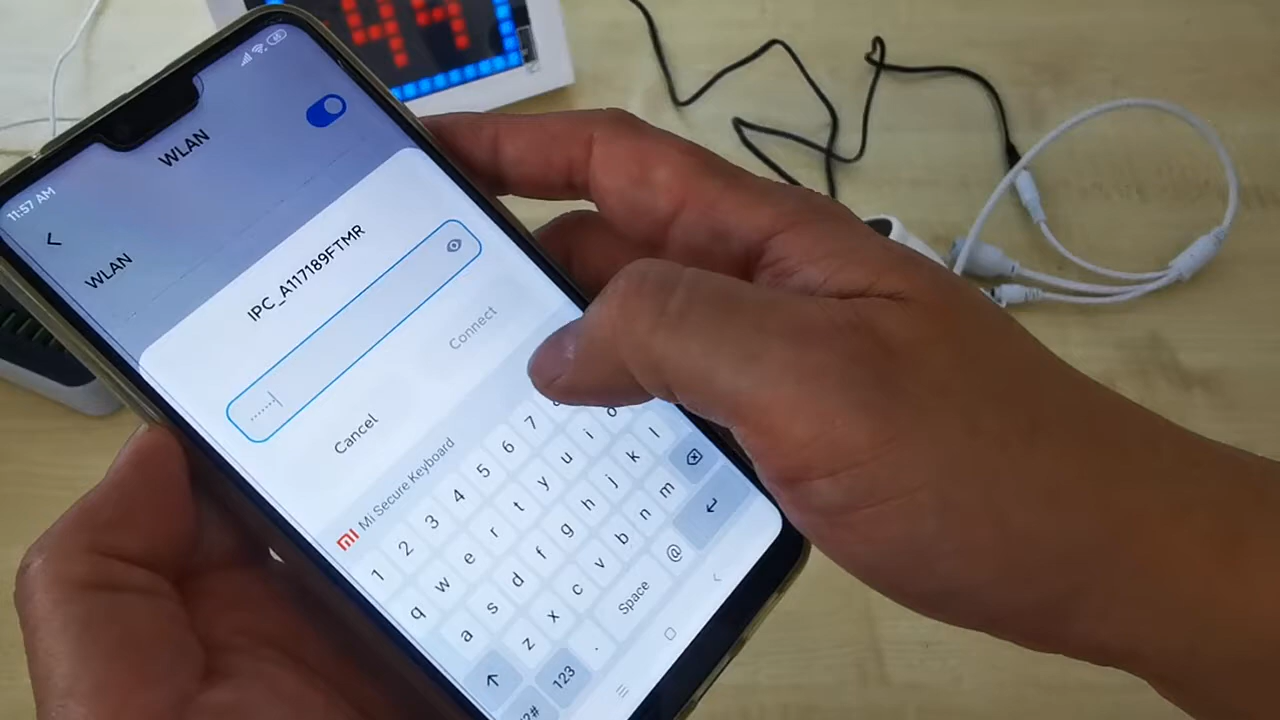 44
11:57 AM
WLAN
WLAN
IPC_A117189FTMR
Cancel
Connect
Mi Secure Keyboard
1 2 3 4 5 6 7
q w e r t y u i o
a s d f g h j k l
z x c v b n m
123 . Space @